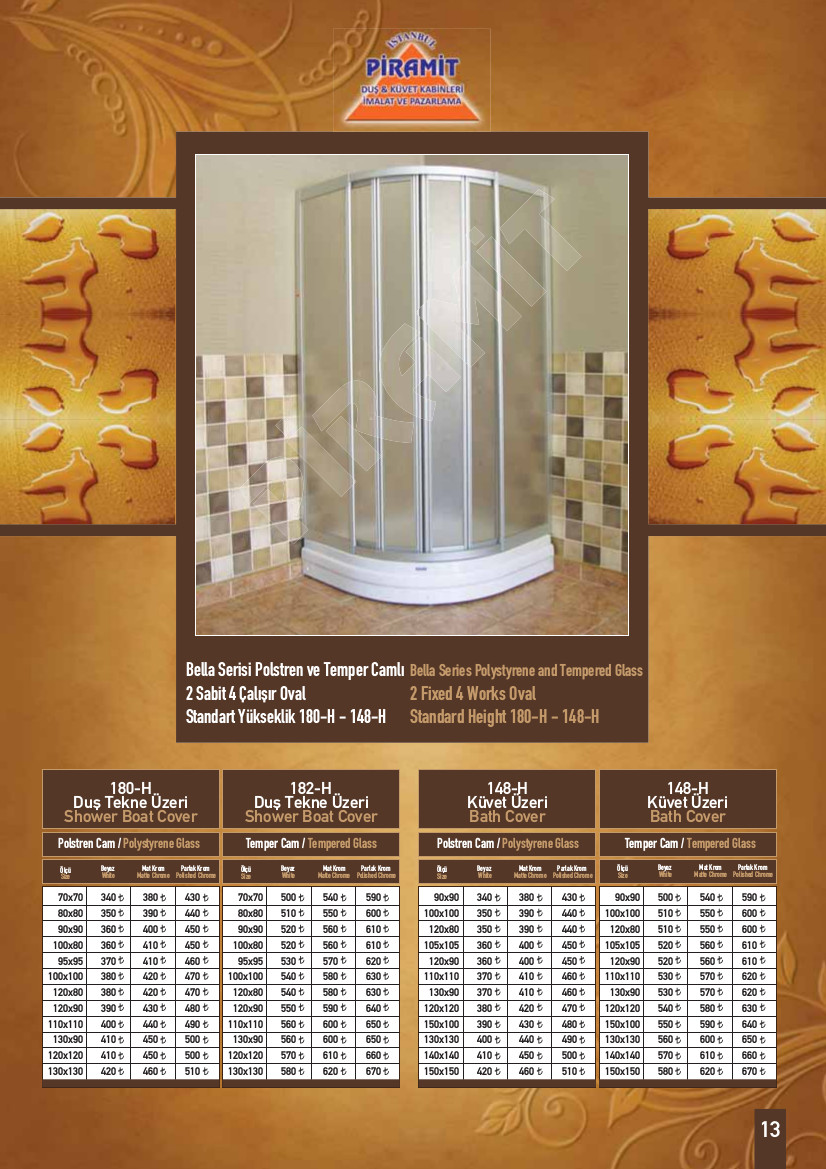 İSTANBUL
PİRAMİT
DUŞ & KÜVET KABİNLERİ
İMALAT VE PAZARLAMA
PİRAMİT
Bella Serisi Polstren ve Temper Camlı
2 Sabit 4 Çalışır Oval
Standart Yükseklik 180-H - 148-H
Bella Series Polystyrene and Tempered Glass
2 Fixed 4 Works Oval
Standard Height 180-H - 148-H
180-H
Duş Tekne Üzeri
Shower Boat Cover
Polstren Cam / Polystyrene Glass
Ölçü Beyaz Mat Krom Parlak Krom
Size White Matte Chrome Polished Chrome
70x70 340 ₺ 380 ₺ 430 ₺
80x80 350 ₺ 390 ₺ 440 ₺
90x90 360 ₺ 400 ₺ 450 ₺
100x80 360 ₺ 410 ₺ 450 ₺
95x95 370 ₺ 410 ₺ 460 ₺
100x100 380 ₺ 420 ₺ 470 ₺
120x80 380 ₺ 420 ₺ 470 ₺
120x90 390 ₺ 430 ₺ 480 ₺
110x110 400 ₺ 440 ₺ 490 ₺
130x90 410 ₺ 450 ₺ 500 ₺
120x120 410 ₺ 450 ₺ 500 ₺
130x130 420 ₺ 460 ₺ 510 ₺
182-H
Duş Tekne Üzeri
Shower Boat Cover
Temper Cam / Tempered Glass
Ölçü Beyaz Mat Krom Parlak Krom
Size White Matte Chrome Polished Chrome
70x70 500 ₺ 540 ₺ 590 ₺
80x80 510 ₺ 550 ₺ 600 ₺
90x90 520 ₺ 560 ₺ 610 ₺
100x80 520 ₺ 560 ₺ 610 ₺
95x95 530 ₺ 570 ₺ 620 ₺
100x100 540 ₺ 580 ₺ 630 ₺
120x80 540 ₺ 580 ₺ 630 ₺
120x90 550 ₺ 590 ₺ 640 ₺
110x110 560 ₺ 600 ₺ 650 ₺
130x90 560 ₺ 600 ₺ 650 ₺
120x120 570 ₺ 610 ₺ 660 ₺
130x130 580 ₺ 620 ₺ 670 ₺
148-H
Küvet Üzeri
Bath Cover
Polstren Cam / Polystyrene Glass
Ölçü Beyaz Mat Krom Parlak Krom
Size White Matte Chrome Polished Chrome
90x90 340 ₺ 380 ₺ 430 ₺
100x100 350 ₺ 390 ₺ 440 ₺
120x80 350 ₺ 390 ₺ 440 ₺
105x105 360 ₺ 400 ₺ 450 ₺
120x90 360 ₺ 400 ₺ 450 ₺
110x110 370 ₺ 410 ₺ 460 ₺
130x90 370 ₺ 410 ₺ 460 ₺
120x120 380 ₺ 420 ₺ 470 ₺
150x100 390 ₺ 430 ₺ 480 ₺
130x130 400 ₺ 440 ₺ 490 ₺
140x140 410 ₺ 450 ₺ 500 ₺
150x150 420 ₺ 460 ₺ 510 ₺
148-H
Küvet Üzeri
Bath Cover
Temper Cam / Tempered Glass
Ölçü Beyaz Mat Krom Parlak Krom
Size White Matte Chrome Polished Chrome
90x90 500 ₺ 540 ₺ 590 ₺
100x100 510 ₺ 550 ₺ 600 ₺
120x80 510 ₺ 550 ₺ 600 ₺
105x105 520 ₺ 560 ₺ 610 ₺
120x90 520 ₺ 560 ₺ 610 ₺
110x110 530 ₺ 570 ₺ 620 ₺
130x90 530 ₺ 570 ₺ 620 ₺
120x120 540 ₺ 580 ₺ 630 ₺
150x100 550 ₺ 590 ₺ 640 ₺
130x130 560 ₺ 600 ₺ 650 ₺
140x140 570 ₺ 610 ₺ 660 ₺
150x150 580 ₺ 620 ₺ 670 ₺
13